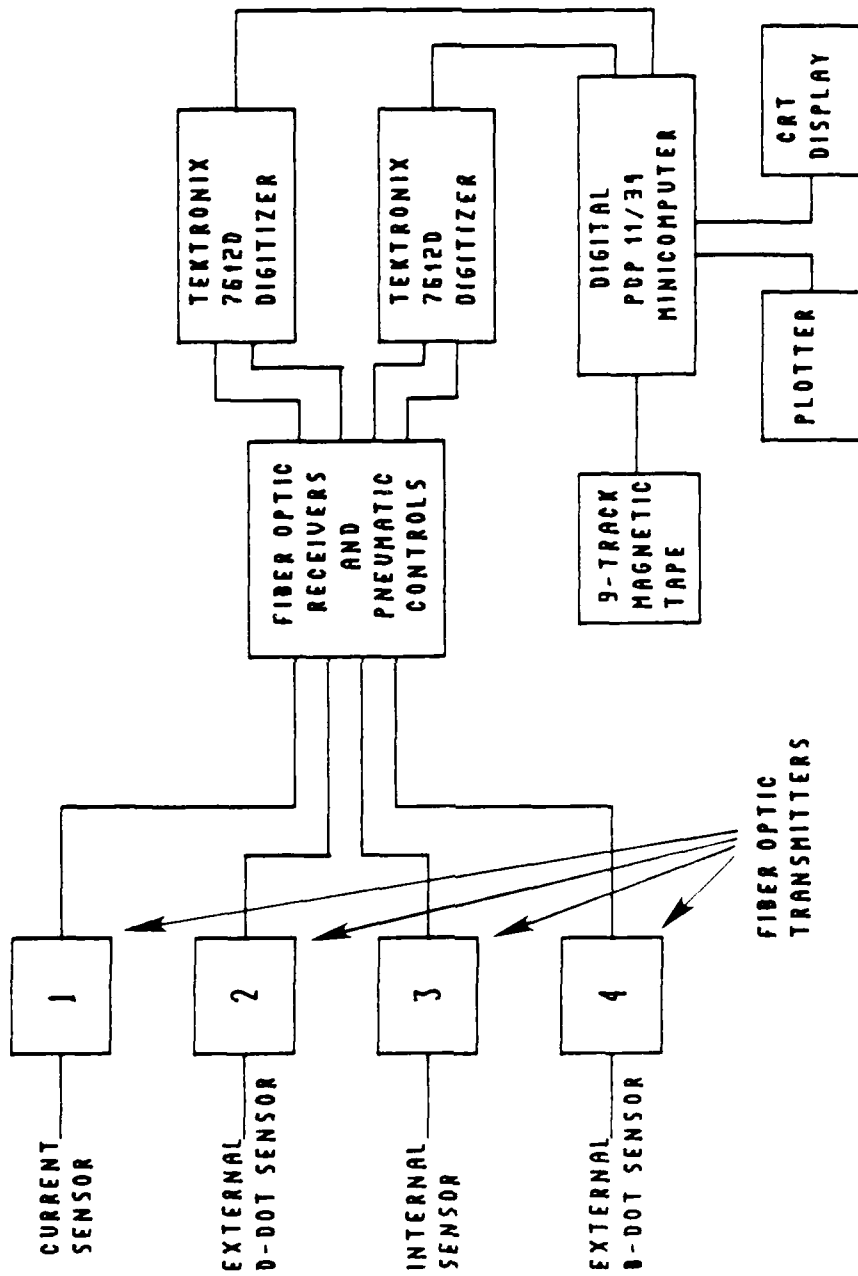 CURRENT
SENSOR
1
EXTERNAL
D-DOT SENSOR
2
INTERNAL
SENSOR
3
EXTERNAL
B-DOT SENSOR
4
FIBER OPTIC
TRANSMITTERS
FIBER OPTIC
RECEIVERS
AND
PNEUMATIC
CONTROLS
TEKTRONIX
7612D
DIGITIZER
TEKTRONIX
7612D
DIGITIZER
DIGITAL
PDP 11/34
MINICOMPUTER
9-TRACK
MAGNETIC
TAPE
PLOTTER
CRT
DISPLAY